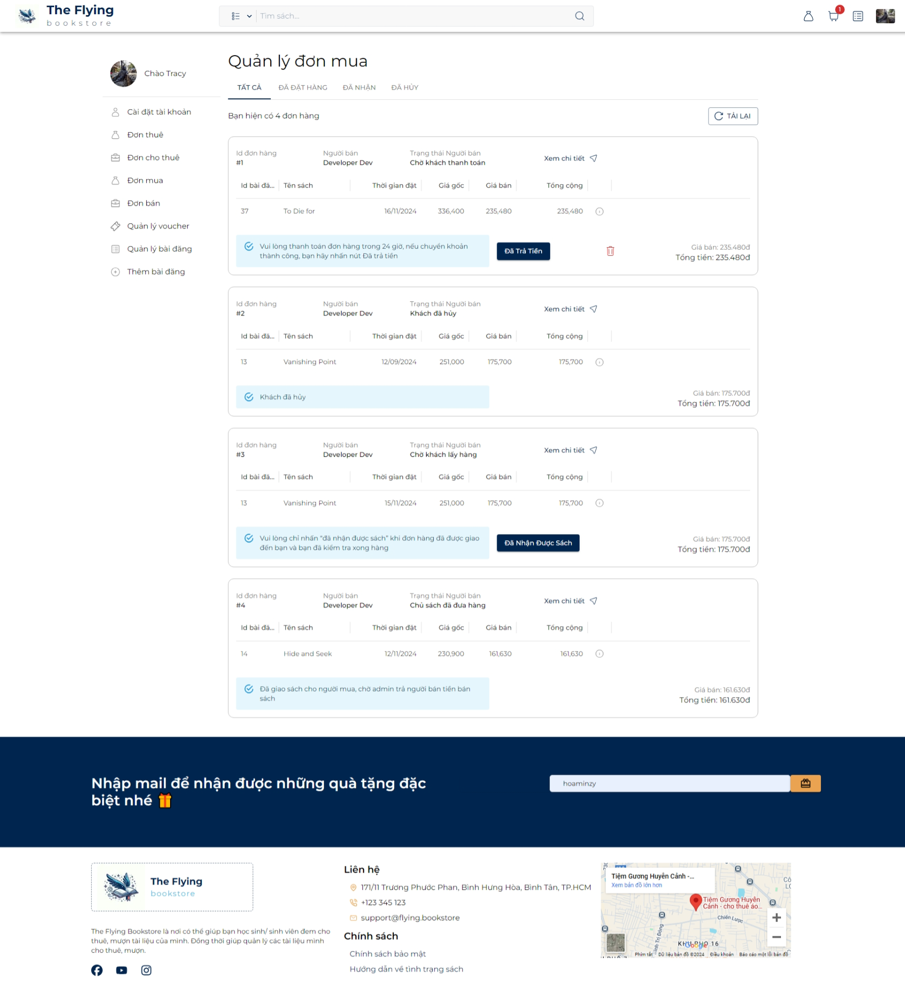 The Flying
bookstore
Tìm sách...
1
Chào Tracy
Cài đặt tài khoản
Đơn thuê
Đơn cho thuê
Đơn mua
Đơn bán
Quản lý voucher
Quản lý bài đăng
Thêm bài đăng
Quản lý đơn mua
TẤT CẢ ĐÃ ĐẶT HÀNG ĐÃ NHẬN ĐÃ HỦY
Bạn hiện có 4 đơn hàng
TẢI LẠI
Id đơn hàng Người bán Trạng thái Người bán
#1 Developer Dev Chờ khách thanh toán
Xem chi tiết
Id bài đă... Tên sách Thời gian đặt Giá gốc Giá bán Tổng cộng
37 To Die for 16/11/2024 336,400 235,480 235,480
Vui lòng thanh toán đơn hàng trong 24 giờ, nếu chuyển khoản
thành công, bạn hãy nhấn nút Đã trả tiền
Đã Trả Tiền
Giá bán: 235.480đ
Tổng tiền: 235.480đ
Id đơn hàng Người bán Trạng thái Người bán
#2 Developer Dev Khách đã hủy
Xem chi tiết
Id bài đă... Tên sách Thời gian đặt Giá gốc Giá bán Tổng cộng
13 Vanishing Point 12/09/2024 251,000 175,700 175,700
Khách đã hủy
Giá bán: 175.700đ
Tổng tiền: 175.700đ
Id đơn hàng Người bán Trạng thái Người bán
#3 Developer Dev Chờ khách lấy hàng
Xem chi tiết
Id bài đă... Tên sách Thời gian đặt Giá gốc Giá bán Tổng cộng
13 Vanishing Point 15/11/2024 251,000 175,700 175,700
Vui lòng chỉ nhấn “đã nhận được sách” khi đơn hàng đã được giao
đến bạn và bạn đã kiểm tra xong hàng
Đã Nhận Được Sách
Giá bán: 175.700đ
Tổng tiền: 175.700đ
Id đơn hàng Người bán Trạng thái Người bán
#4 Developer Dev Chủ sách đã đưa hàng
Xem chi tiết
Id bài đă... Tên sách Thời gian đặt Giá gốc Giá bán Tổng cộng
14 Hide and Seek 12/11/2024 230,900 161,630 161,630
Đã giao sách cho người mua, chờ admin trả người bán tiền bán
sách
Giá bán: 161.630đ
Tổng tiền: 161.630đ
Nhập mail để nhận được những quà tặng đặc
biệt nhé
hoaminzy
The Flying
bookstore
The Flying Bookstore là nơi có thể giúp bạn học sinh/ sinh viên đem cho
thuê, mượn tài liệu của mình. Đồng thời giúp quản lý các tài liệu mình
cho thuê, mượn.
Liên hệ
171/11 Trương Phước Phan, Bình Hưng Hòa, Bình Tân, TP.HCM
+123 345 123
support@flying.bookstore
Chính sách
Chính sách bảo mật
Hướng dẫn về tình trạng sách
Tiệm Gương Huyền Cảnh -...
Xem bản đồ lớn hơn
Tiệm Gương Huyền
Cảnh - cho thuê áo...
Chiến Lược
Google
Phím tắt Dữ liệu bản đồ ©2024 Điều khoản Báo cáo một lỗi bản đồ